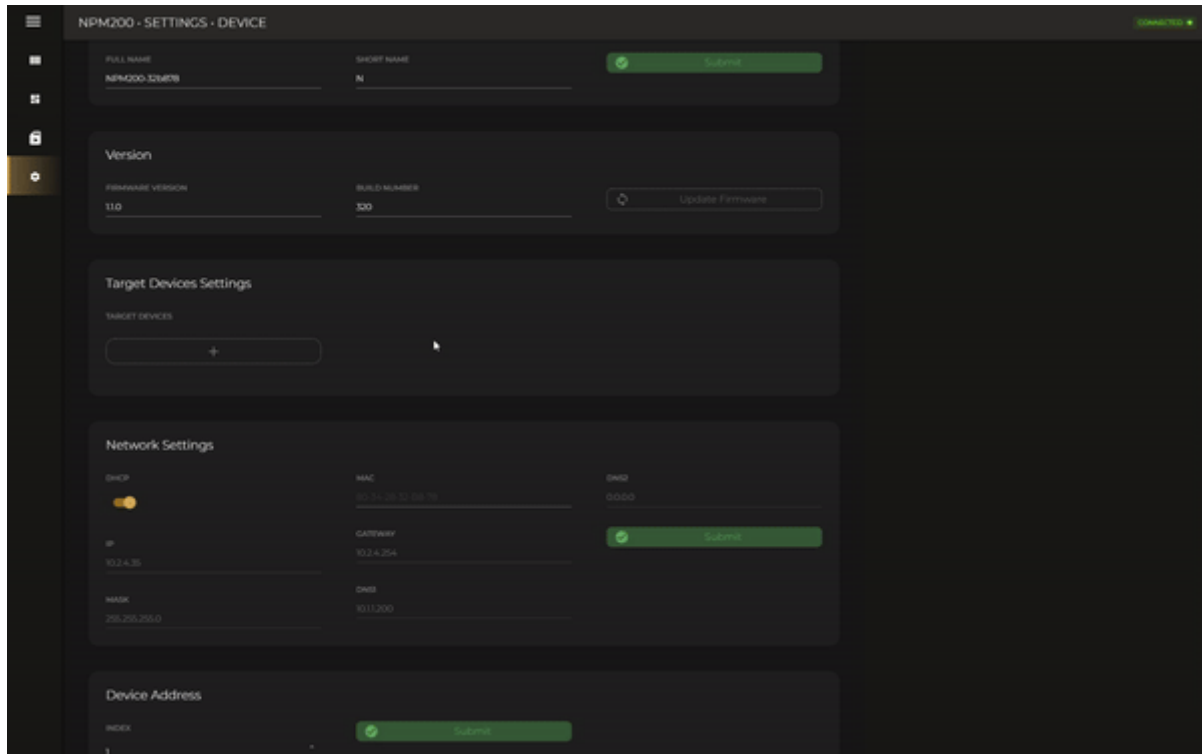 NPM200 • SETTINGS • DEVICE
CONNECTED
FULL NAME
NPM200-32b878
SHORT NAME
N
Submit
Version
FIRMWARE VERSION
1.1.0
BUILD NUMBER
320
Update Firmware
Target Devices Settings
TARGET DEVICES
+
Network Settings
DHCP
MAC
DNS2
0.0.0.0
IP
10.2.4.35
GATEWAY
10.2.4.254
Submit
MASK
255.255.255.0
DNS1
10.1.1.200
Device Address
INDEX
1
Submit